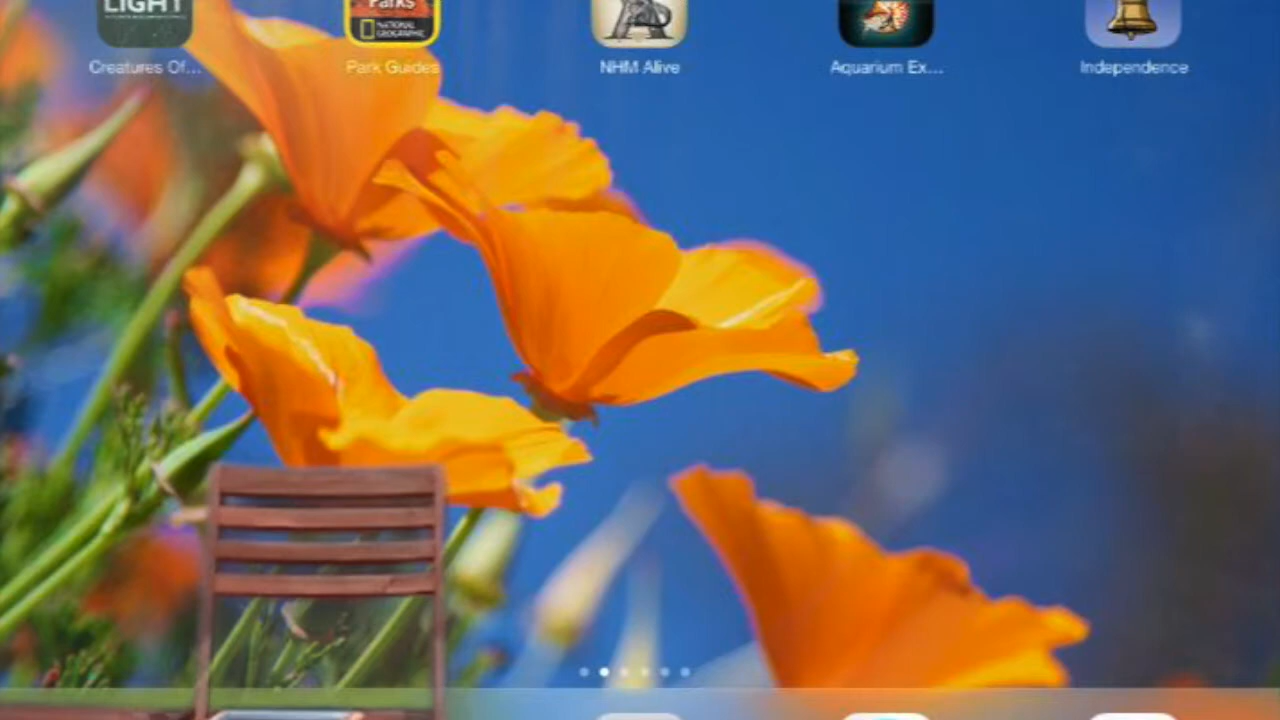 LIGHT
Parks
NATIONAL
GEOGRAPHIC
Creatures Of...
Park Guides
NHM Alive
Aquarium Ex...
Independence